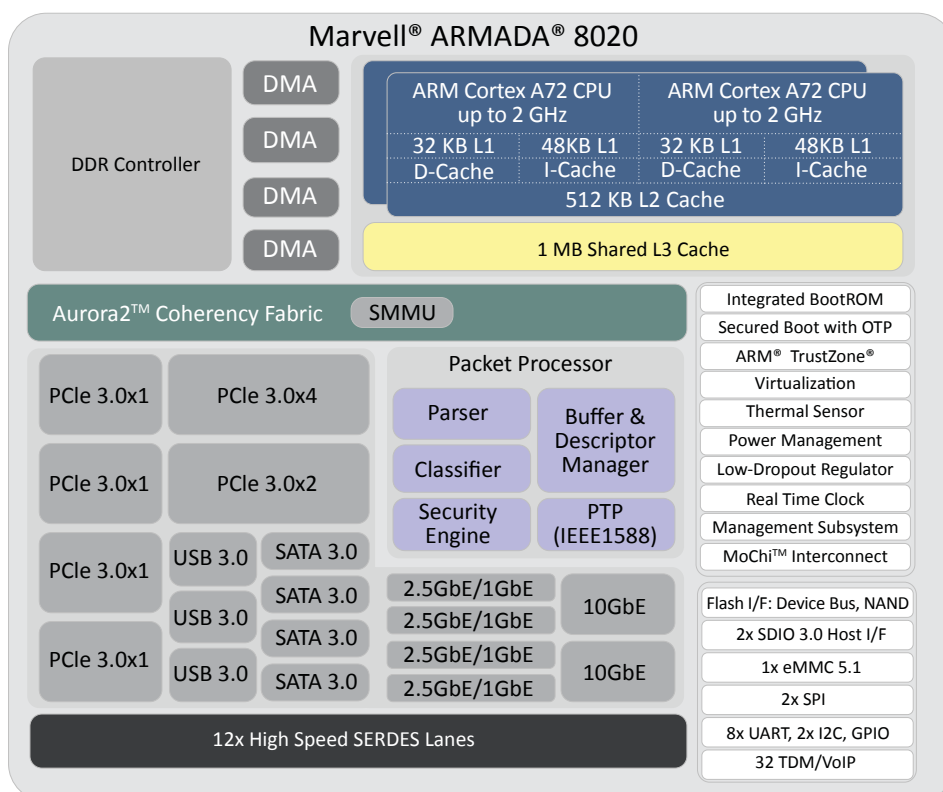 Marvell® ARMADA® 8020
DDR Controller
DMA
DMA
DMA
DMA
ARM Cortex A72 CPU
up to 2 GHz
32 KB L1
D-Cache
48KB L1
I-Cache
ARM Cortex A72 CPU
up to 2 GHz
32 KB L1
D-Cache
48KB L1
I-Cache
512 KB L2 Cache
1 MB Shared L3 Cache
Aurora2™ Coherency Fabric
SMMU
PCIe 3.0x1
PCIe 3.0x4
PCIe 3.0x1
PCIe 3.0x2
PCIe 3.0x1
PCIe 3.0x1
USB 3.0
USB 3.0
USB 3.0
SATA 3.0
SATA 3.0
SATA 3.0
SATA 3.0
Packet Processor
Parser
Classifier
Security
Engine
Buffer &
Descriptor
Manager
PTP
(IEEE1588)
2.5GbE/1GbE
2.5GbE/1GbE
2.5GbE/1GbE
2.5GbE/1GbE
10GbE
10GbE
12x High Speed SERDES Lanes
Integrated BootROM
Secured Boot with OTP
ARM® TrustZone®
Virtualization
Thermal Sensor
Power Management
Low-Dropout Regulator
Real Time Clock
Management Subsystem
MoChi™ Interconnect
Flash I/F: Device Bus, NAND
2x SDIO 3.0 Host I/F
1x eMMC 5.1
2x SPI
8x UART, 2x I2C, GPIO
32 TDM/VoIP